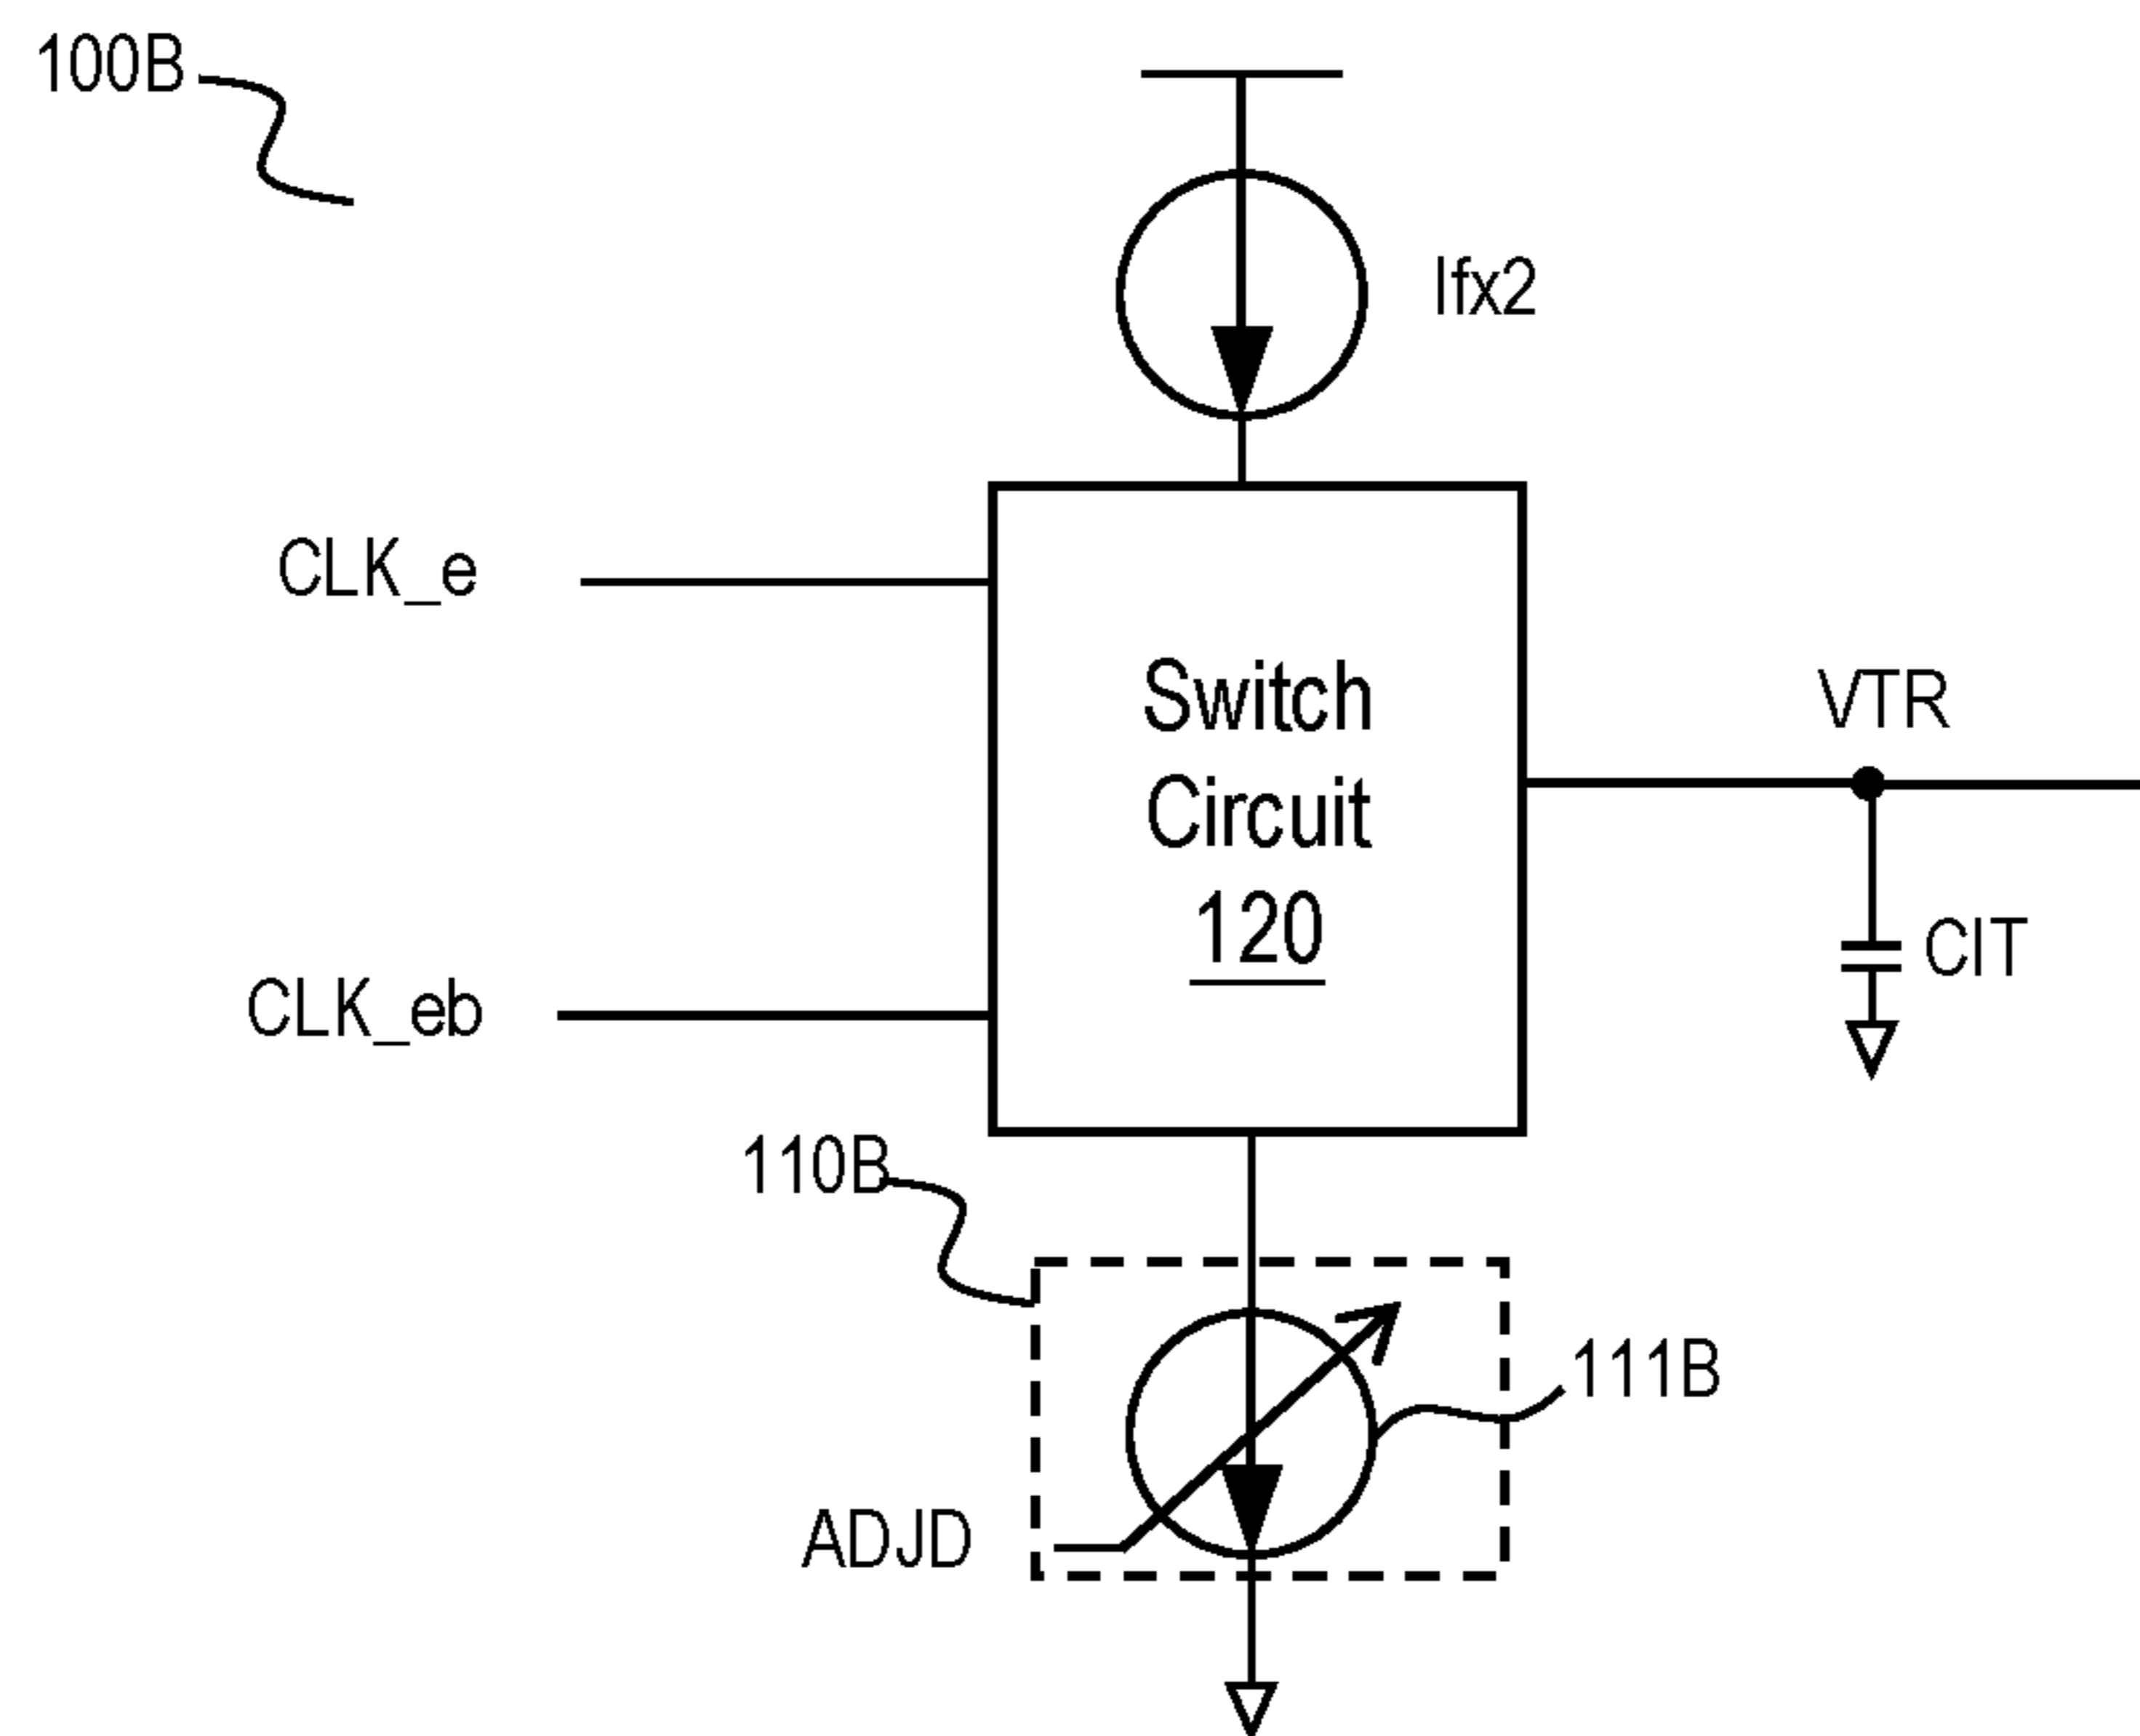 100B
Ifx2
CLK_e
Switch
Circuit
120
VTR
CIT
CLK_eb
110B
111B
ADJD